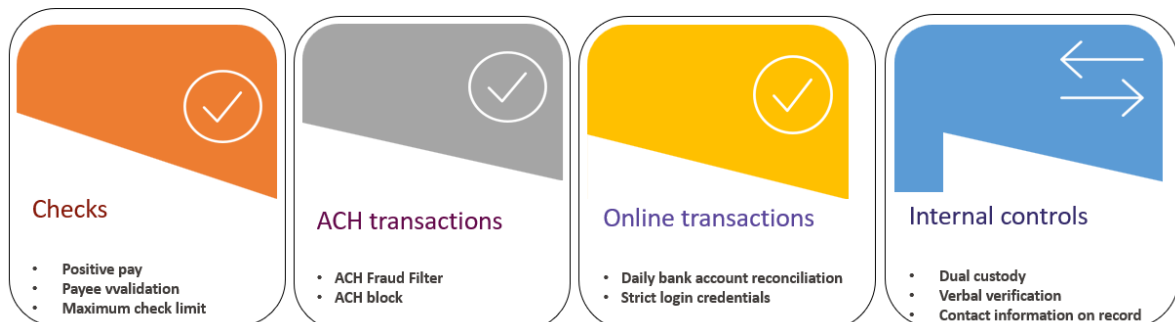 Checks
• Positive pay
• Payee vvalidation
• Maximum check limit
ACH transactions
• ACH Fraud Filter
• ACH block
Online transactions
• Daily bank account reconciliation
• Strict login credentials
Internal controls
• Dual custody
• Verbal verification
• Contact information on record